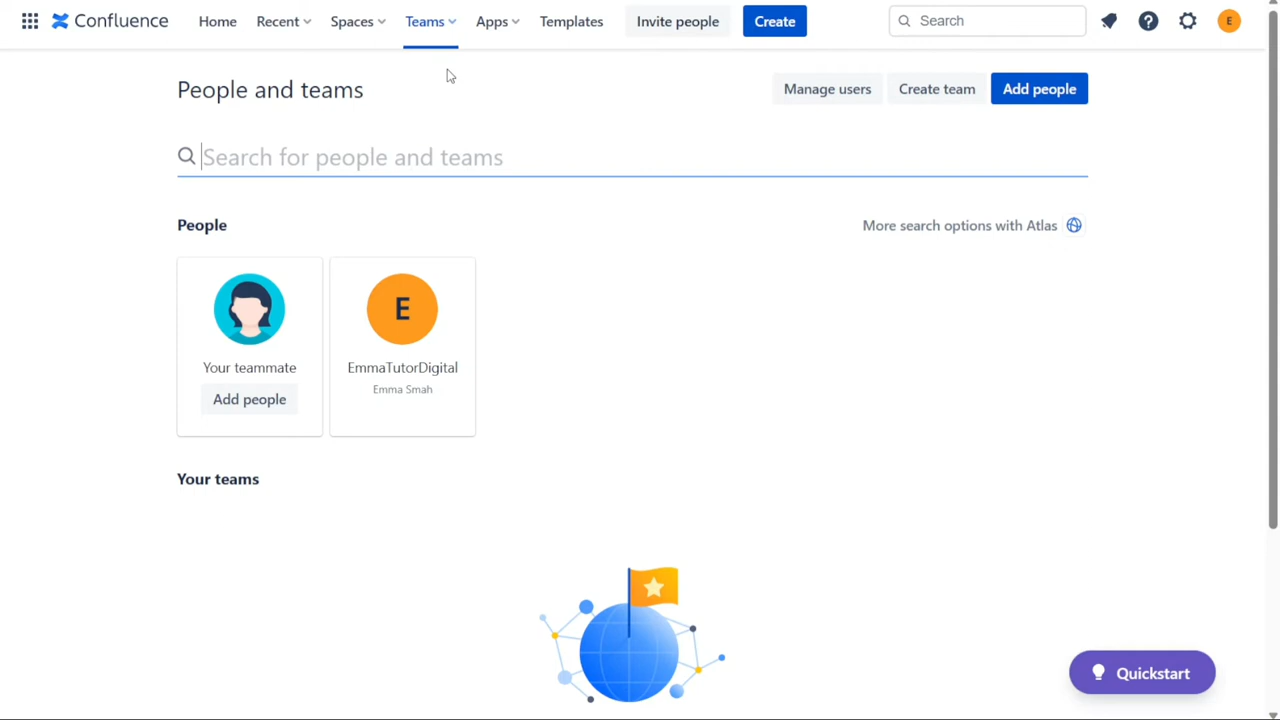 Confluence Home Recent Spaces Teams Apps Templates Invite people Create Search E
People and teams Manage users Create team Add people
Search for people and teams
People More search options with Atlas
E
Your teammate EmmaTutorDigital
Emma Smah
Add people
Your teams
Quickstart